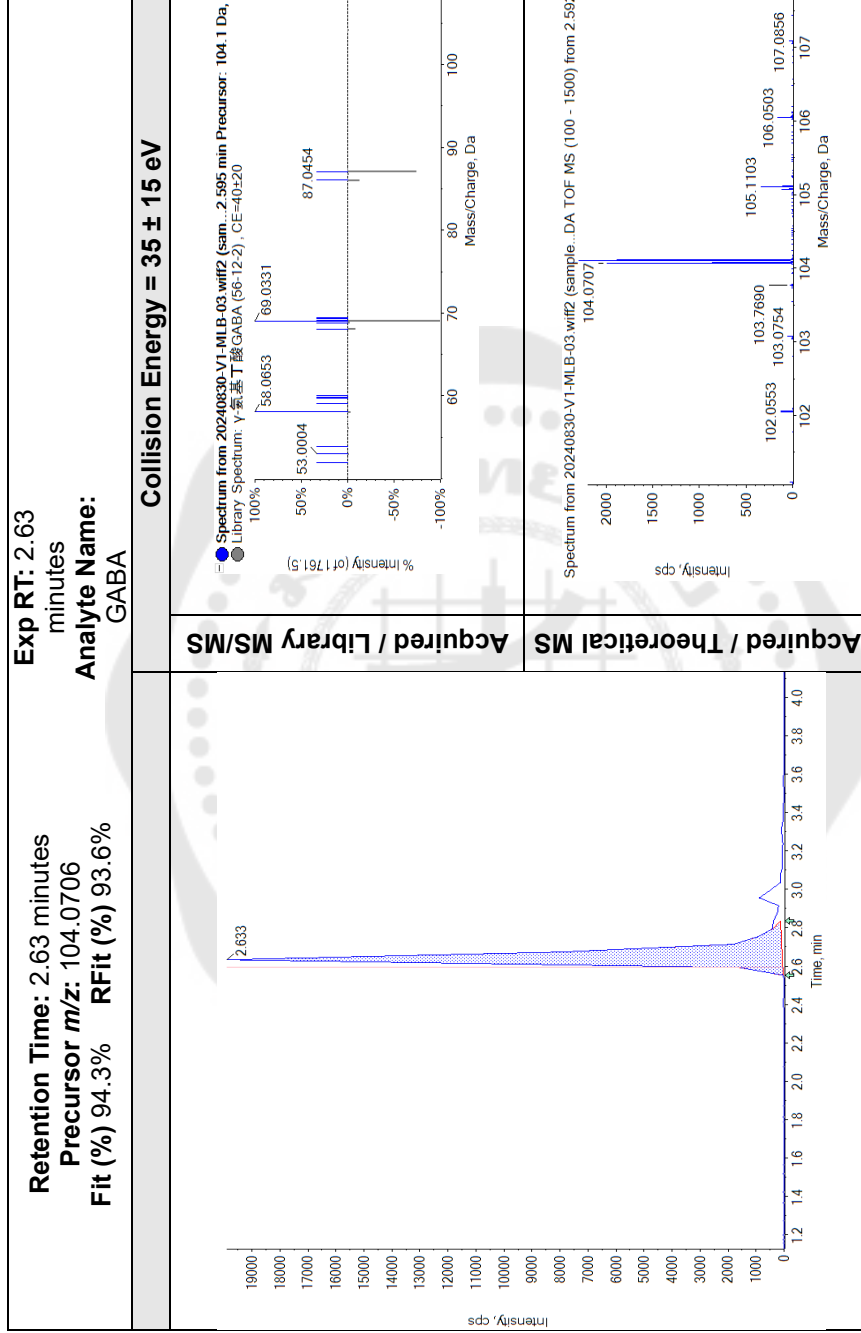 Retention Time: 2.63 minutes
Precursor m/z: 104.0706
Fit (%) 94.3% RFit (%) 93.6%
Exp RT: 2.63
minutes
Analyte Name:
GABA
Collision Energy = 35 ± 15 eV
Intensity, cps
19000
18000
17000
16000
15000
14000
13000
12000
11000
10000
9000
8000
7000
6000
5000
4000
3000
2000
1000
0
2.633
1.2 1.4 1.6 1.8 2.0 2.2 2.4 2.6 2.8 3.0 3.2 3.4 3.6 3.8 4.0
Time, min
Acquired / Library MS/MS
Spectrum from 20240830-V1-MLB-03.wiff2 (sam...2.595 min Precursor: 104.1 Da,
Library Spectrum: γ-氨基丁酸GABA (56-12-2) , CE=40±20
% Intensity (of 1761.5)
100%
50%
0%
-50%
-100%
53.0004
58.0653
69.0331
87.0454
60 70 80 90 100
Mass/Charge, Da
Acquired / Theoretical MS
Spectrum from 20240830-V1-MLB-03.wiff2 (sample...DA TOF MS (100 - 1500) from 2.592
Intensity, cps
2000
1500
1000
500
0
102.0553
103.0754
103.7690
104.0707
105.1103
106.0503
107.0856
102 103 104 105 106 107
Mass/Charge, Da